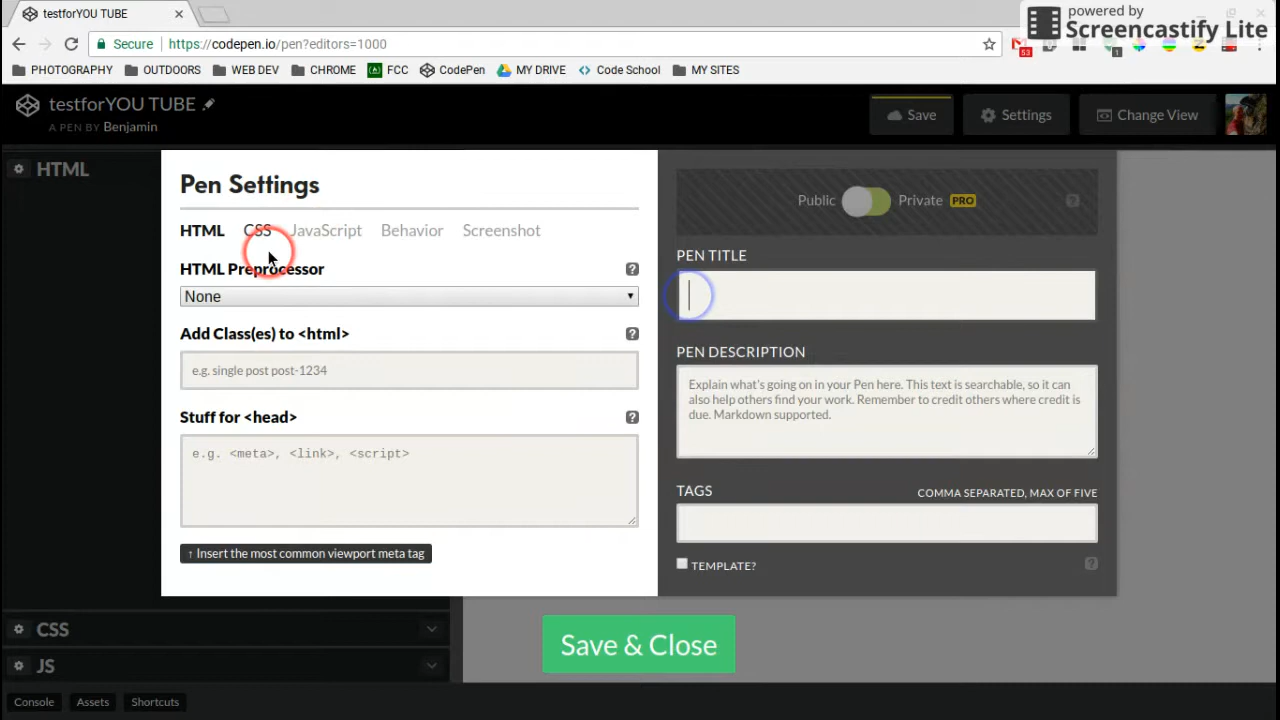 testforYOU TUBE
powered by
Screencastify Lite
Secure
https://codepen.io/pen?editors=1000
53
1
PHOTOGRAPHY
OUTDOORS
WEB DEV
CHROME
FCC
CodePen
MY DRIVE
Code School
MY SITES
testforYOU TUBE
A PEN BY Benjamin
Save
Settings
Change View
HTML
Pen Settings
HTML CSS JavaScript Behavior Screenshot
HTML Preprocessor
?
None
Add Class(es) to <html>
?
e.g. single post post-1234
Stuff for <head>
?
e.g. <meta>, <link>, <script>
↑ Insert the most common viewport meta tag
Public
Private PRO
?
PEN TITLE
PEN DESCRIPTION
Explain what's going on in your Pen here. This text is searchable, so it can
also help others find your work. Remember to credit others where credit is
due. Markdown supported.
TAGS
COMMA SEPARATED, MAX OF FIVE
TEMPLATE?
?
Save & Close
CSS
JS
Console
Assets
Shortcuts